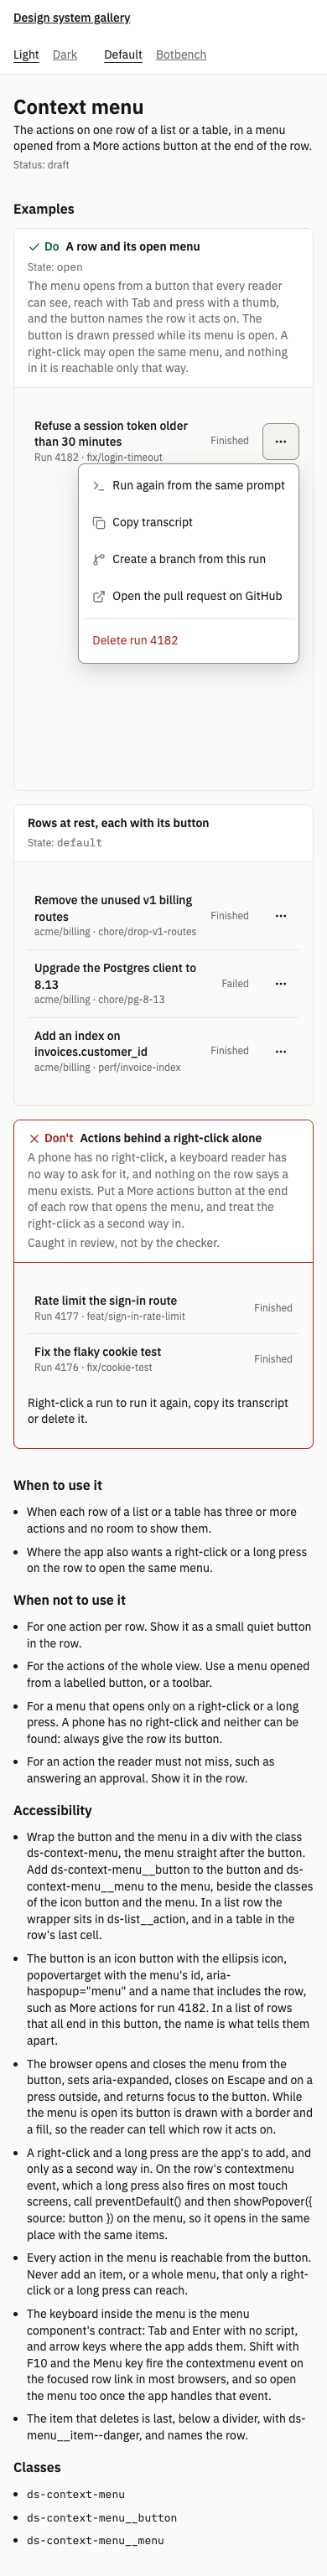 Design system gallery
Light Dark Default Botbench
Context menu
The actions on one row of a list or a table, in a menu
opened from a More actions button at the end of the row.
Status: draft
Examples
Do A row and its open menu
State: open
The menu opens from a button that every reader
can see, reach with Tab and press with a thumb,
and the button names the row it acts on. The
button is drawn pressed while its menu is open. A
right-click may open the same menu, and nothing
in it is reachable only that way.
Refuse a session token older
than 30 minutes
Finished
Run 4182 · fix/login-timeout
Run again from the same prompt
Copy transcript
Create a branch from this run
Open the pull request on GitHub
Delete run 4182
Rows at rest, each with its button
State: default
Remove the unused v1 billing
routes
Finished
acme/billing · chore/drop-v1-routes
Upgrade the Postgres client to
8.13
Failed
acme/billing · chore/pg-8-13
Add an index on
invoices.customer_id
Finished
acme/billing · perf/invoice-index
Don't Actions behind a right-click alone
A phone has no right-click, a keyboard reader has
no way to ask for it, and nothing on the row says a
menu exists. Put a More actions button at the end
of each row that opens the menu, and treat the
right-click as a second way in.
Caught in review, not by the checker.
Rate limit the sign-in route
Run 4177 · feat/sign-in-rate-limit
Finished
Fix the flaky cookie test
Run 4176 · fix/cookie-test
Finished
Right-click a run to run it again, copy its transcript
or delete it.
When to use it
• When each row of a list or a table has three or more
actions and no room to show them.
• Where the app also wants a right-click or a long press
on the row to open the same menu.
When not to use it
• For one action per row. Show it as a small quiet button
in the row.
• For the actions of the whole view. Use a menu opened
from a labelled button, or a toolbar.
• For a menu that opens only on a right-click or a long
press. A phone has no right-click and neither can be
found: always give the row its button.
• For an action the reader must not miss, such as
answering an approval. Show it in the row.
Accessibility
• Wrap the button and the menu in a div with the class
ds-context-menu, the menu straight after the button.
Add ds-context-menu__button to the button and ds-
context-menu__menu to the menu, beside the classes
of the icon button and the menu. In a list row the
wrapper sits in ds-list__action, and in a table in the
row's last cell.
• The button is an icon button with the ellipsis icon,
popovertarget with the menu's id, aria-
haspopup="menu" and a name that includes the row,
such as More actions for run 4182. In a list of rows
that all end in this button, the name is what tells them
apart.
• The browser opens and closes the menu from the
button, sets aria-expanded, closes on Escape and on a
press outside, and returns focus to the button. While
the menu is open its button is drawn with a border and
a fill, so the reader can tell which row it acts on.
• A right-click and a long press are the app's to add, and
only as a second way in. On the row's contextmenu
event, which a long press also fires on most touch
screens, call preventDefault() and then showPopover({
source: button }) on the menu, so it opens in the same
place with the same items.
• Every action in the menu is reachable from the button.
Never add an item, or a whole menu, that only a right-
click or a long press can reach.
• The keyboard inside the menu is the menu
component's contract: Tab and Enter with no script,
and arrow keys where the app adds them. Shift with
F10 and the Menu key fire the contextmenu event on
the focused row link in most browsers, and so open
the menu too once the app handles that event.
• The item that deletes is last, below a divider, with ds-
menu__item--danger, and names the row.
Classes
• ds-context-menu
• ds-context-menu__button
• ds-context-menu__menu